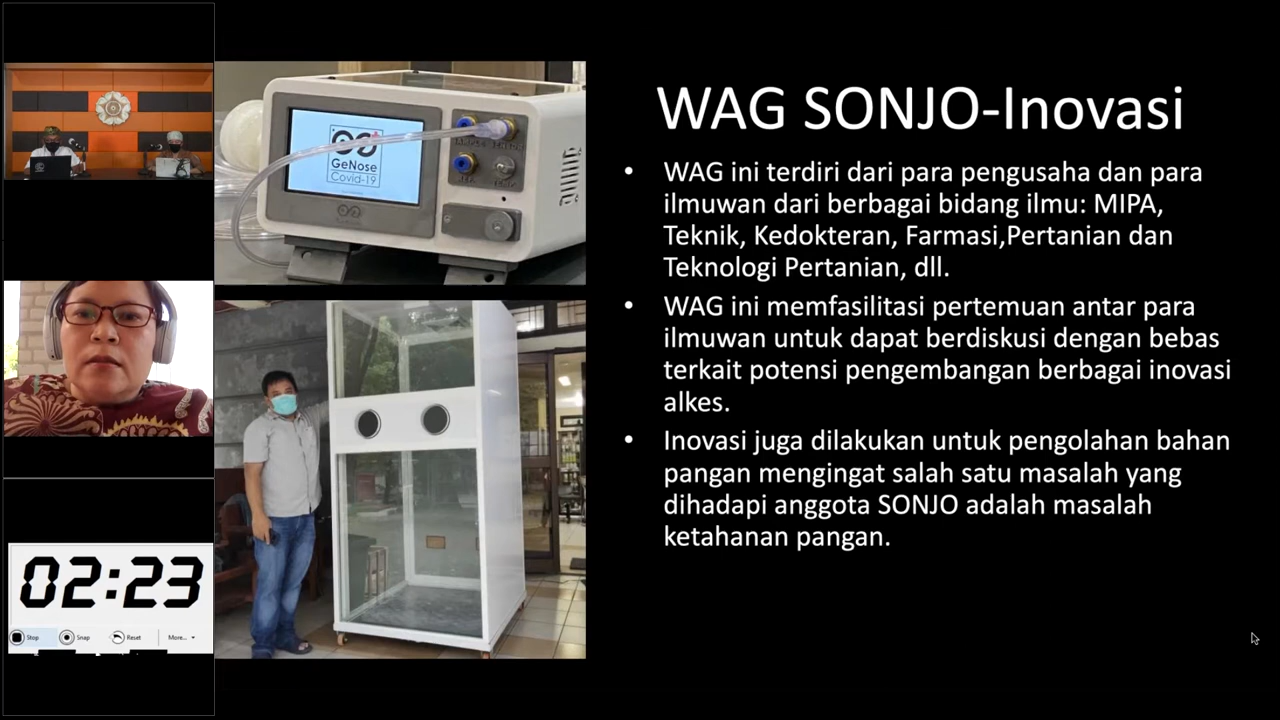 WAG SONJO-Inovasi
• WAG ini terdiri dari para pengusaha dan para
ilmuwan dari berbagai bidang ilmu: MIPA,
Teknik, Kedokteran, Farmasi,Pertanian dan
Teknologi Pertanian, dll.
• WAG ini memfasilitasi pertemuan antar para
ilmuwan untuk dapat berdiskusi dengan bebas
terkait potensi pengembangan berbagai inovasi
alkes.
• Inovasi juga dilakukan untuk pengolahan bahan
pangan mengingat salah satu masalah yang
dihadapi anggota SONJO adalah masalah
ketahanan pangan.
GeNose
Covid-19
02:23
Stop Snap Reset More...